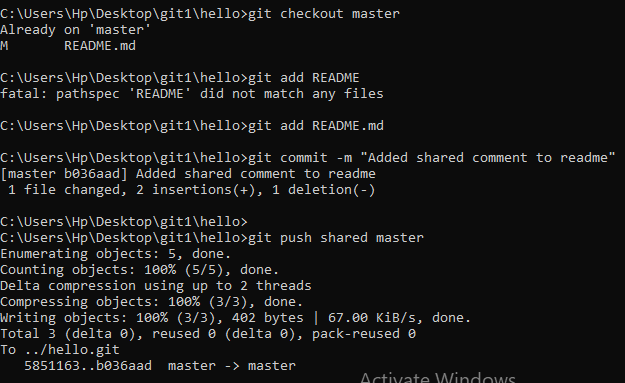 C:\Users\Hp\Desktop\git1\hello>git checkout master
Already on 'master'
M       README.md
C:\Users\Hp\Desktop\git1\hello>git add README
fatal: pathspec 'README' did not match any files
C:\Users\Hp\Desktop\git1\hello>git add README.md
C:\Users\Hp\Desktop\git1\hello>git commit -m "Added shared comment to readme"
[master b036aad] Added shared comment to readme
 1 file changed, 2 insertions(+), 1 deletion(-)
C:\Users\Hp\Desktop\git1\hello>
C:\Users\Hp\Desktop\git1\hello>git push shared master
Enumerating objects: 5, done.
Counting objects: 100% (5/5), done.
Delta compression using up to 2 threads
Compressing objects: 100% (3/3), done.
Writing objects: 100% (3/3), 402 bytes | 67.00 KiB/s, done.
Total 3 (delta 0), reused 0 (delta 0), pack-reused 0
To ../hello.git
   5851163..b036aad  master -> master
Activate Windows